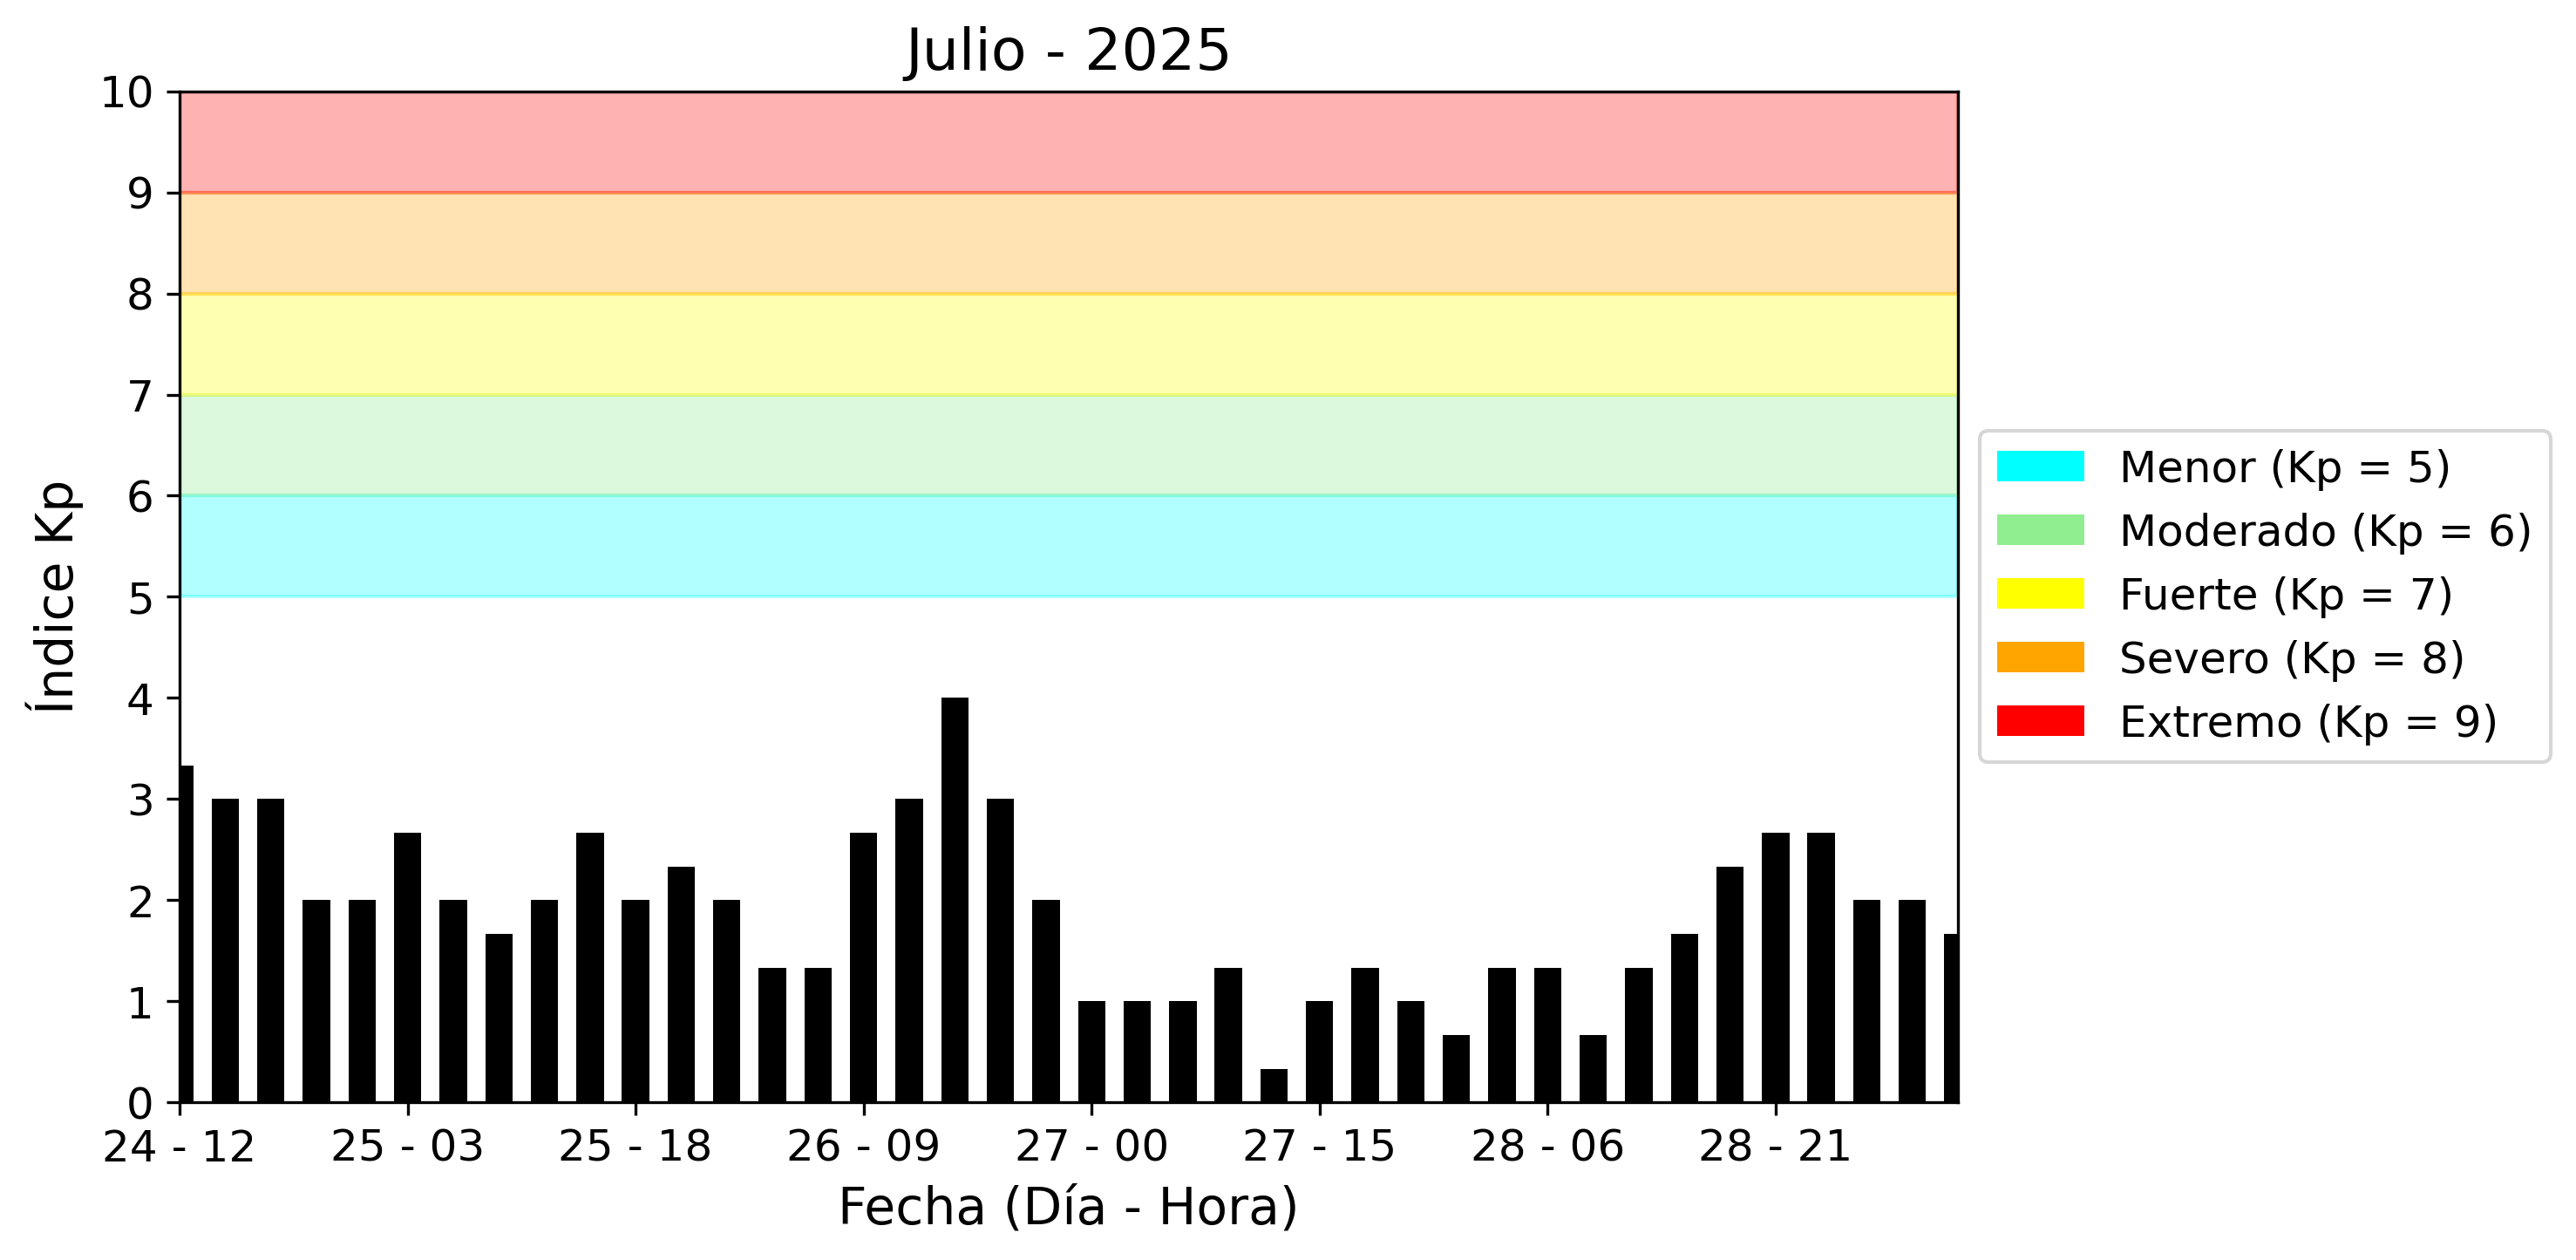 Julio - 2025
10
9
8
7
6
5
4
3
2
1
0
Índice Kp
24 - 12
25 - 03
25 - 18
26 - 09
27 - 00
27 - 15
28 - 06
28 - 21
Fecha (Día - Hora)
Menor (Kp = 5)
Moderado (Kp = 6)
Fuerte (Kp = 7)
Severo (Kp = 8)
Extremo (Kp = 9)